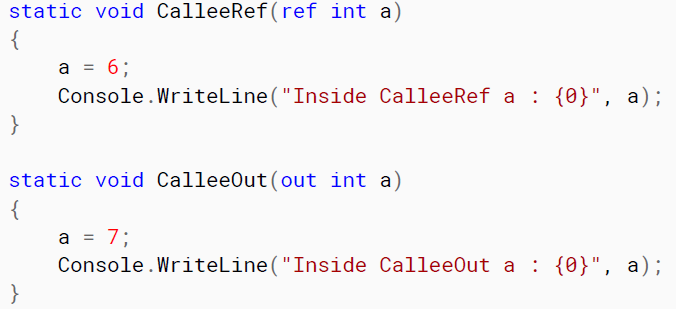 static void CalleeRef(ref int a)
{
    a = 6;
    Console.WriteLine("Inside CalleeRef a : {0}", a);
}

static void CalleeOut(out int a)
{
    a = 7;
    Console.WriteLine("Inside CalleeOut a : {0}", a);
}